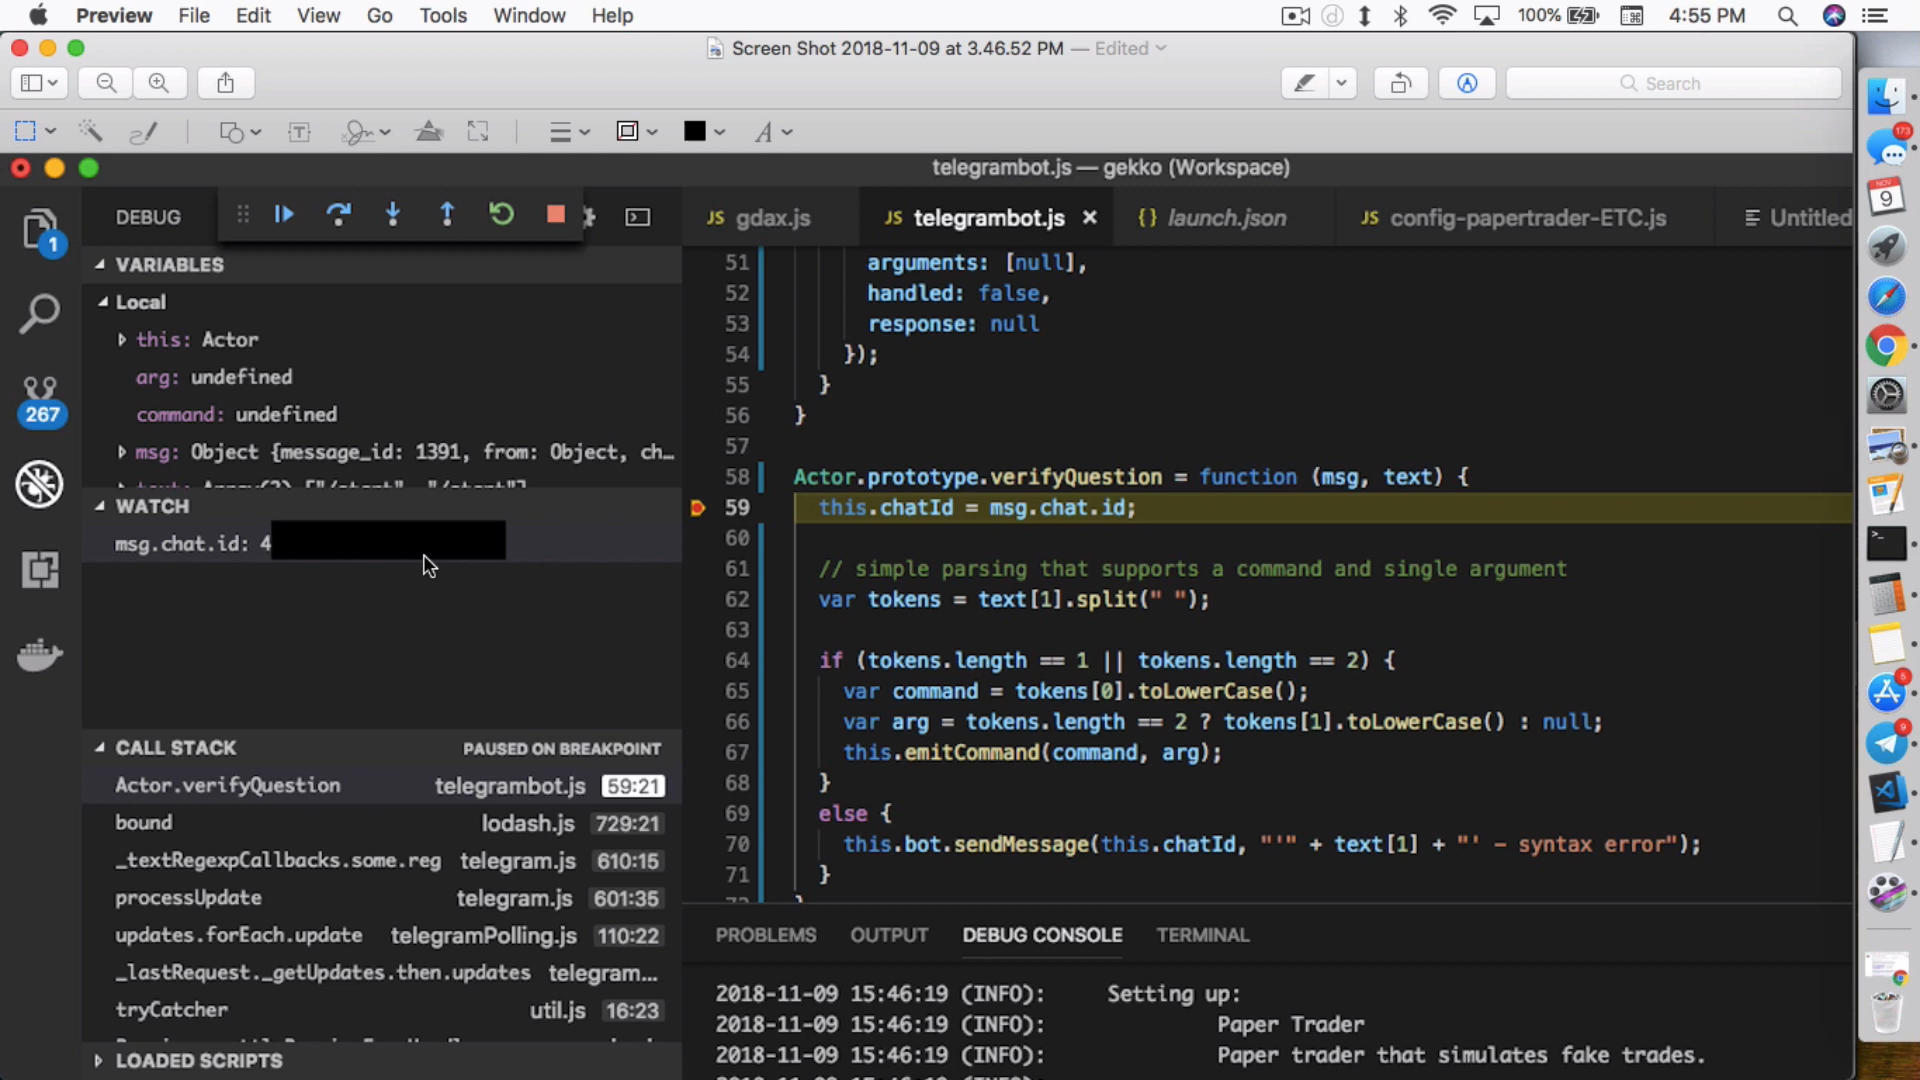 Preview File Edit View Go Tools Window Help
100% 4:55 PM
Screen Shot 2018-11-09 at 3.46.52 PM — Edited
Search
telegrambot.js — gekko (Workspace)
DEBUG
JS gdax.js JS telegrambot.js × {} launch.json JS config-papertrader-ETC.js Untitled
VARIABLES
Local
this: Actor
arg: undefined
command: undefined
msg: Object {message_id: 1391, from: Object, ch…
WATCH
msg.chat.id: 4
CALL STACK PAUSED ON BREAKPOINT
Actor.verifyQuestion telegrambot.js 59:21
bound lodash.js 729:21
_textRegexpCallbacks.some.reg telegram.js 610:15
processUpdate telegram.js 601:35
updates.forEach.update telegramPolling.js 110:22
_lastRequest._getUpdates.then.updates telegram...
tryCatcher util.js 16:23
LOADED SCRIPTS
1
267
51 arguments: [null],
52 handled: false,
53 response: null
54 });
55 }
56 }
57
58 Actor.prototype.verifyQuestion = function (msg, text) {
59 this.chatId = msg.chat.id;
60
61 // simple parsing that supports a command and single argument
62 var tokens = text[1].split(" ");
63
64 if (tokens.length == 1 || tokens.length == 2) {
65 var command = tokens[0].toLowerCase();
66 var arg = tokens.length == 2 ? tokens[1].toLowerCase() : null;
67 this.emitCommand(command, arg);
68 }
69 else {
70 this.bot.sendMessage(this.chatId, "'" + text[1] + "' - syntax error");
71 }
PROBLEMS OUTPUT DEBUG CONSOLE TERMINAL
2018-11-09 15:46:19 (INFO): Setting up:
2018-11-09 15:46:19 (INFO): Paper Trader
2018-11-09 15:46:19 (INFO): Paper trader that simulates fake trades.
173
NOV
9
5
9